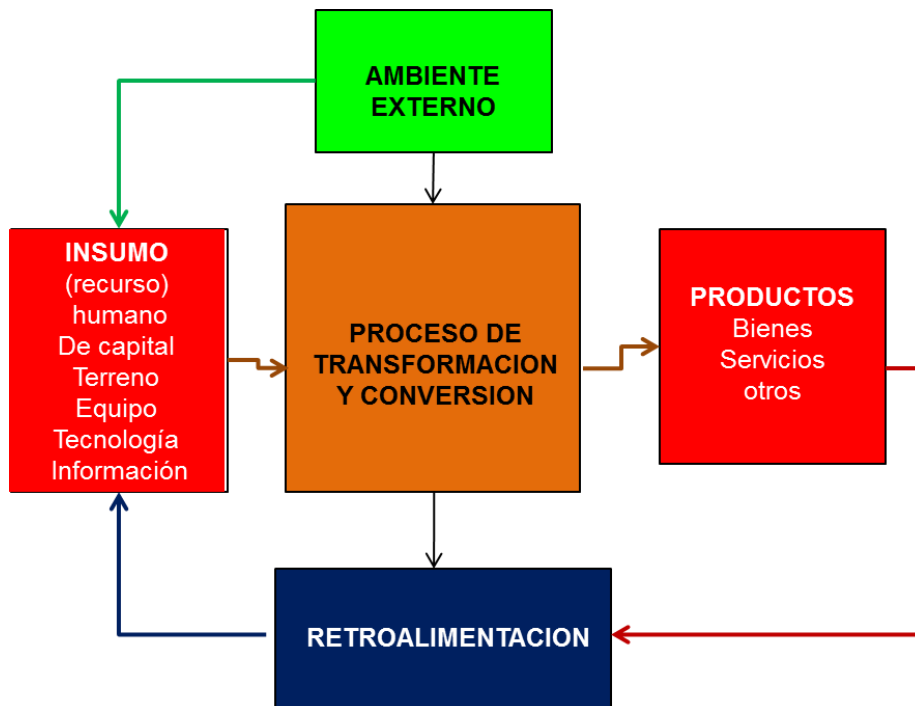 AMBIENTE
EXTERNO
INSUMO
(recurso)
humano
De capital
Terreno
Equipo
Tecnología
Información
PROCESO DE
TRANSFORMACION
Y CONVERSION
PRODUCTOS
Bienes
Servicios
otros
RETROALIMENTACION